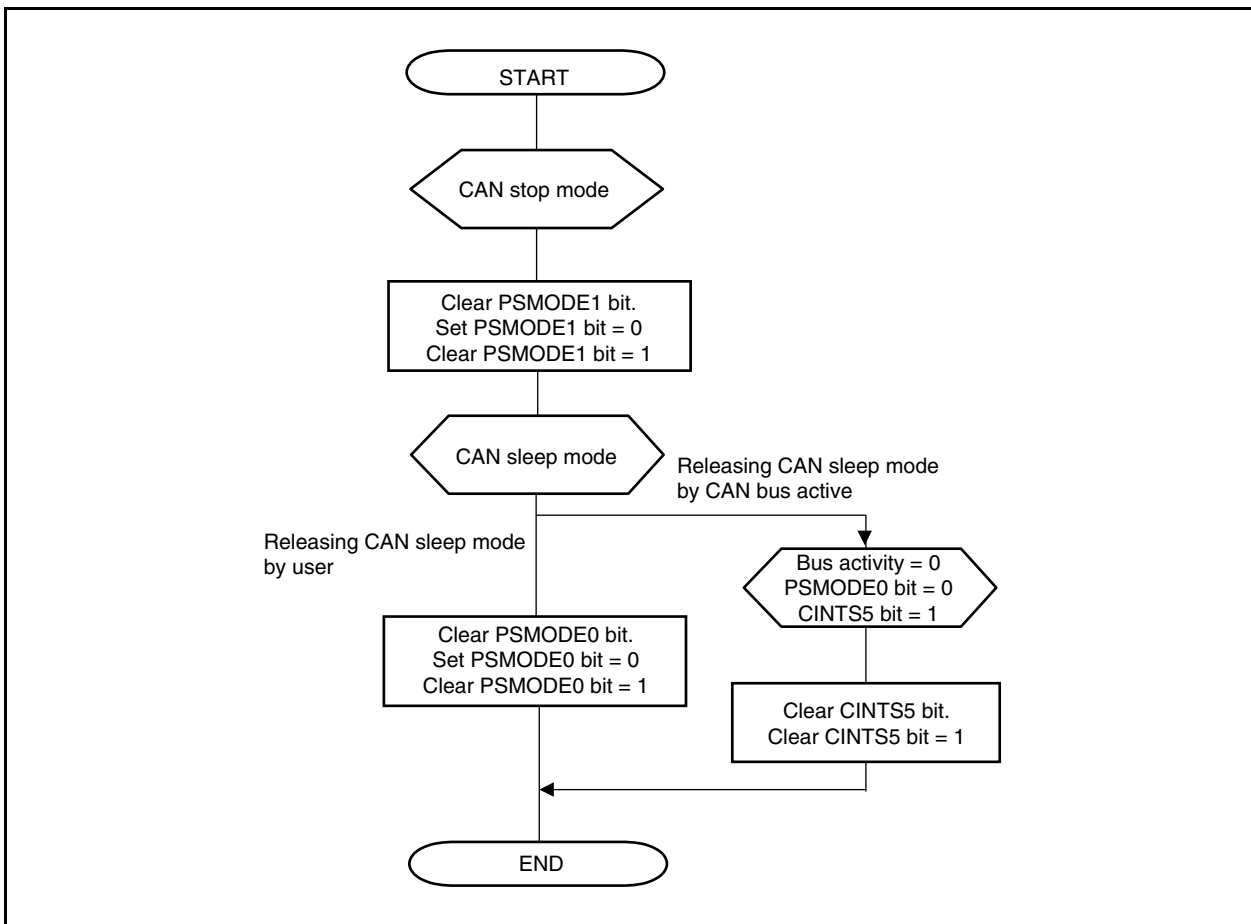 START
CAN stop mode
Clear PSMODE1 bit.
Set PSMODE1 bit = 0
Clear PSMODE1 bit = 1
CAN sleep mode
Releasing CAN sleep mode
by CAN bus active
Releasing CAN sleep mode
by user
Bus activity = 0
PSMODE0 bit = 0
CINTS5 bit = 1
Clear PSMODE0 bit.
Set PSMODE0 bit = 0
Clear PSMODE0 bit = 1
Clear CINTS5 bit.
Clear CINTS5 bit = 1
END